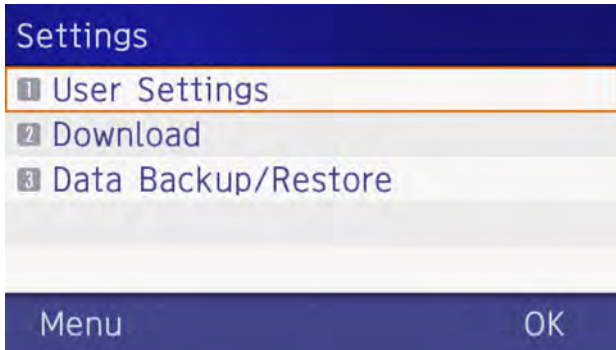 Settings
1 User Settings
2 Download
3 Data Backup/Restore
Menu OK